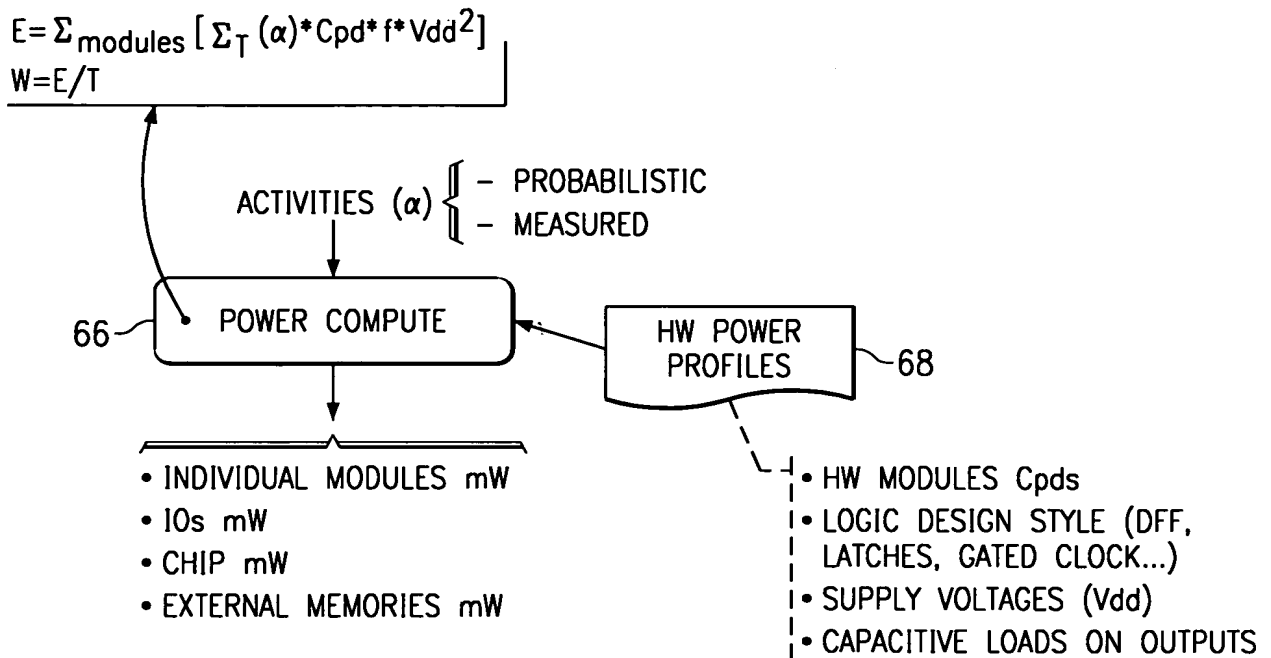 E=Σmodules [ΣT (α)*Cpd*f*Vdd²]
W=E/T
ACTIVITIES (α)
- PROBABILISTIC
- MEASURED
66
POWER COMPUTE
HW POWER
PROFILES
68
• INDIVIDUAL MODULES mW
• IOs mW
• CHIP mW
• EXTERNAL MEMORIES mW
• HW MODULES Cpds
• LOGIC DESIGN STYLE (DFF,
LATCHES, GATED CLOCK...)
• SUPPLY VOLTAGES (Vdd)
• CAPACITIVE LOADS ON OUTPUTS